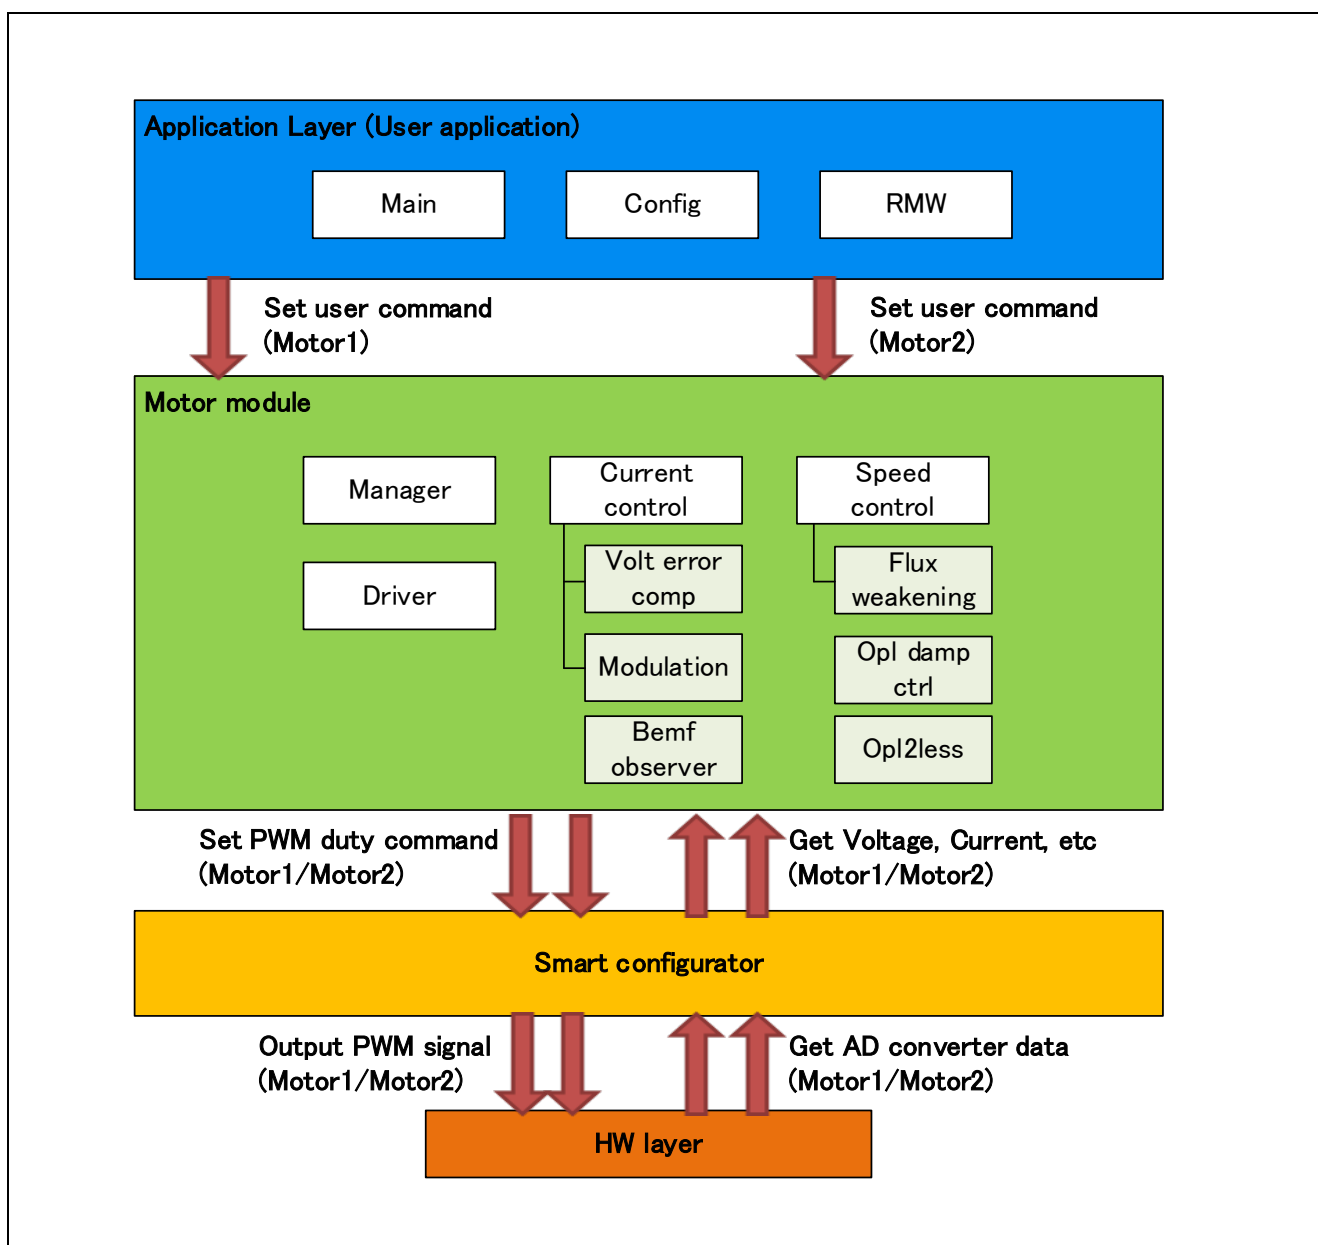 Application Layer (User application)
Main
Config
RMW
Set user command
(Motor1)
Set user command
(Motor2)
Motor module
Manager
Driver
Current
control
Volt error
comp
Modulation
Bemf
observer
Speed
control
Flux
weakening
Opl damp
ctrl
Opl2less
Set PWM duty command
(Motor1/Motor2)
Get Voltage, Current, etc
(Motor1/Motor2)
Smart configurator
Output PWM signal
(Motor1/Motor2)
Get AD converter data
(Motor1/Motor2)
HW layer